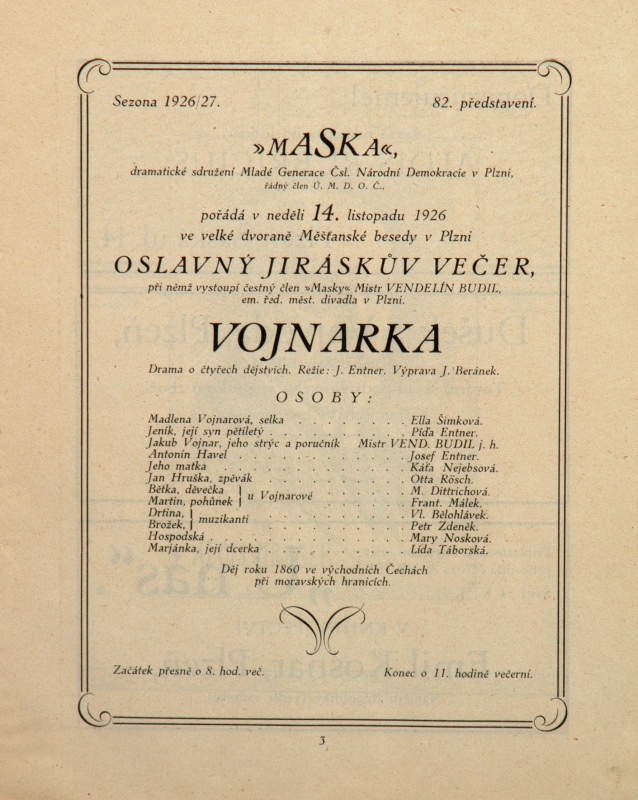 Sezona 1926/27. 82. představení.
»MASKA«,
dramatické sdružení Mladé Generace Čsl. Národní Demokracie v Plzni,
řádný člen Ú. M. D. O. Č.,
pořádá v neděli 14. listopadu 1926
ve velké dvoraně Měšťanské besedy v Plzni
OSLAVNÝ JIRÁSKŮV VEČER,
při němž vystoupí čestný člen »Masky« Mistr VENDELÍN BUDIL,
em. řed. měst. divadla v Plzni.
VOJNARKA
Drama o čtyřech dějstvích. Režie: J. Entner. Výprava J. Beránek.
OSOBY:
Madlena Vojnarová, selka . . . . . . . . Ella Šimková.
Jeník, její syn pětiletý . . . . . . . . . Píďa Entner.
Jakub Vojnar, jeho strýc a poručník Mistr VEND. BUDIL j. h.
Antonín Havel . . . . . . . . . . . Josef Entner.
Jeho matka . . . . . . . . . . . . Káťa Nejebsová.
Jan Hruška, zpěvák . . . . . . . . . . Otta Rösch.
Bětka, děvečka } u Vojnarové . . . . . . M. Dittrichová.
Martin, pohůnek } . . . . . . Frant. Málek.
Drtina, } muzikanti . . . . . . . . . Vl. Bělohlávek.
Brožek, } . . . . . . . . . Petr Zdeněk.
Hospodská . . . . . . . . . . . . Mary Nosková.
Marjánka, její dcerka . . . . . . . . . Lída Táborská.
Děj roku 1860 ve východních Čechách
při moravských hranicích.
Začátek přesně o 8. hod. več. Konec o 11. hodině večerní.
3